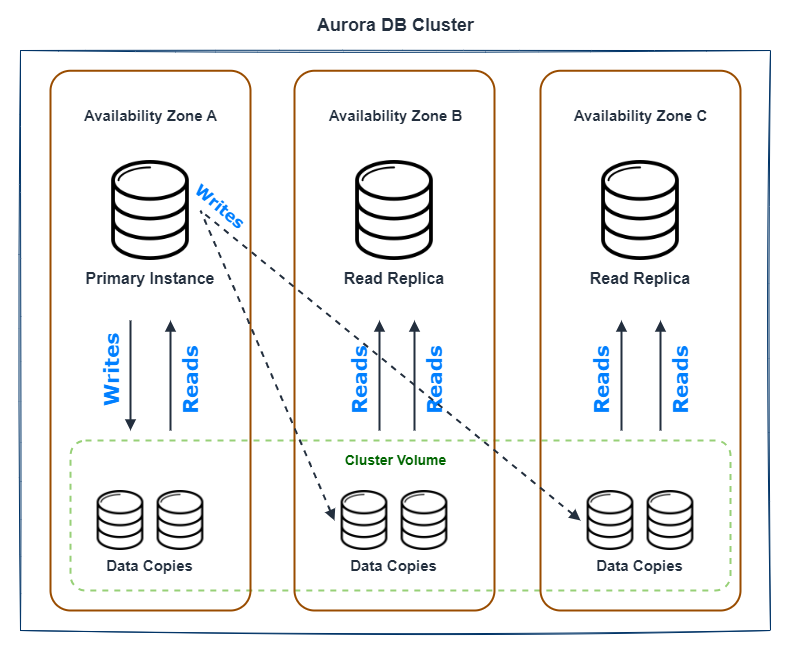 Aurora DB Cluster
Availability Zone A
Availability Zone B
Availability Zone C
Writes
Primary Instance
Read Replica
Read Replica
Writes
Reads
Reads
Reads
Reads
Reads
Cluster Volume
Data Copies
Data Copies
Data Copies